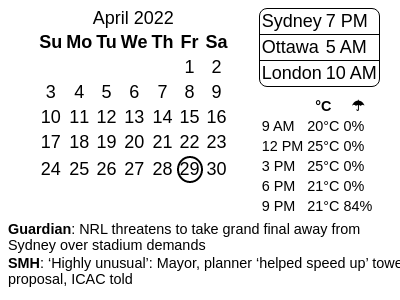 April 2022
Su Mo Tu We Th Fr Sa
1 2
3 4 5 6 7 8 9
10 11 12 13 14 15 16
17 18 19 20 21 22 23
24 25 26 27 28 29 30
Sydney 7 PM
Ottawa 5 AM
London 10 AM
°C ☂
9 AM 20°C 0%
12 PM 25°C 0%
3 PM 25°C 0%
6 PM 21°C 0%
9 PM 21°C 84%
Guardian: NRL threatens to take grand final away from
Sydney over stadium demands
SMH: ‘Highly unusual’: Mayor, planner ‘helped speed up’ towe
proposal, ICAC told